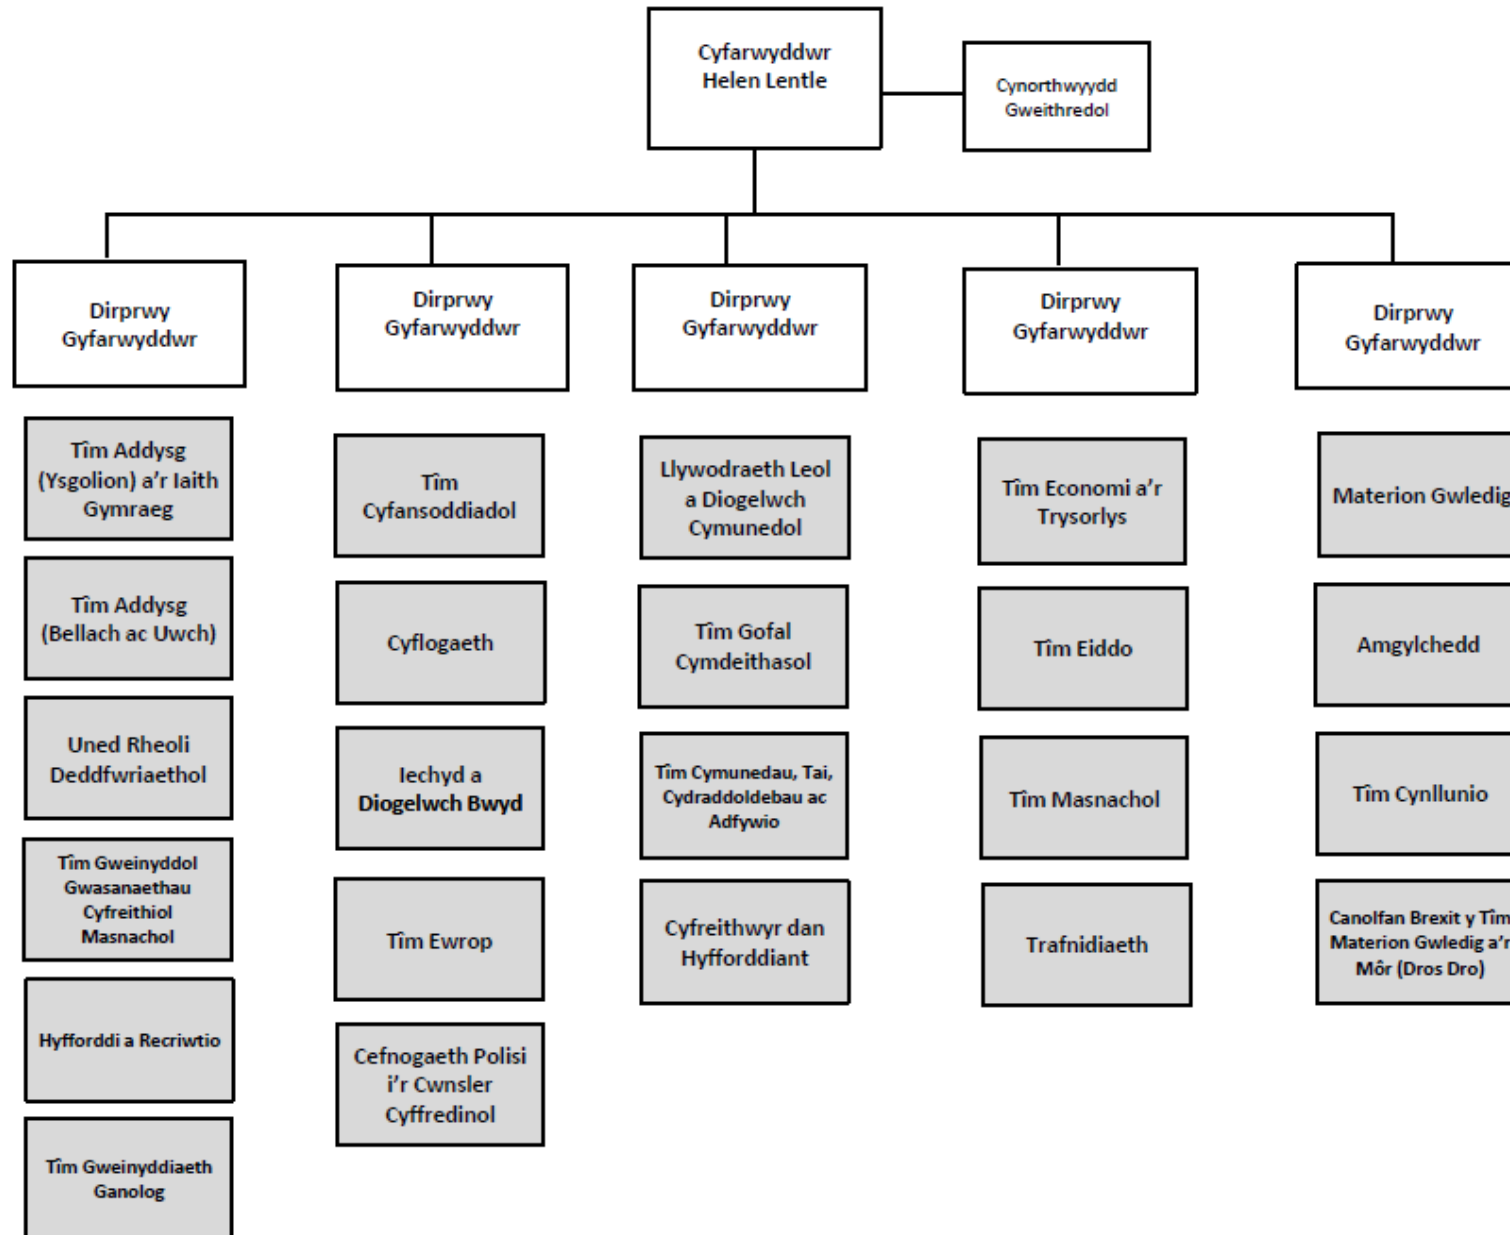 Cyfarwyddwr
Helen Lentle
Cynorthwyydd
Gweithredol
Dirprwy
Gyfarwyddwr
Tîm Addysg
(Ysgolion) a'r Iaith
Gymraeg
Tîm Addysg
(Bellach ac Uwch)
Uned Rheoli
Deddfwriaethol
Tîm Gweinyddol
Gwasanaethau
Cyfreithiol
Masnachol
Hyfforddi a Recriwtio
Tîm Gweinyddiaeth
Ganolog
Dirprwy
Gyfarwyddwr
Tîm
Cyfansoddiadol
Cyflogaeth
Iechyd a
Diogelwch Bwyd
Tîm Ewrop
Cefnogaeth Polisi
i'r Cwnsler
Cyffredinol
Dirprwy
Gyfarwyddwr
Llywodraeth Leol
a Diogelwch
Cymunedol
Tîm Gofal
Cymdeithasol
Tîm Cymunedau, Tai,
Cydraddoldebau ac
Adfywio
Cyfreithwyr dan
Hyfforddiant
Dirprwy
Gyfarwyddwr
Tîm Economi a'r
Trysorlys
Tîm Eiddo
Tîm Masnachol
Trafnidiaeth
Dirprwy
Gyfarwyddwr
Materion Gwledig
Amgylchedd
Tîm Cynllunio
Canolfan Brexit y Tîm
Materion Gwledig a'r
Môr (Dros Dro)